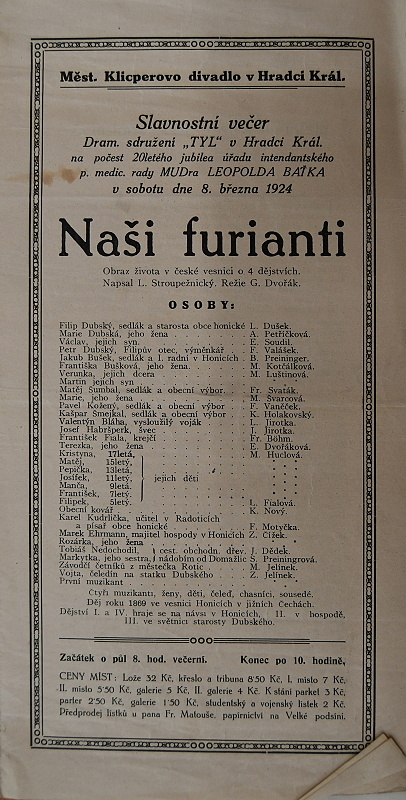 Měst. Klicperovo divadlo v Hradci Král.
Slavnostní večer
Dram. sdružení „TYL“ v Hradci Král.
na počest 20letého jubilea úřadu intendantského
p. medic. rady MUDra LEOPOLDA BAŤKA
v sobotu dne 8. března 1924
Naši furianti
Obraz života v české vesnici o 4 dějstvích.
Napsal L. Stroupežnický. Režie G. Dvořák.
OSOBY:
Filip Dubský, sedlák a starosta obce honické L. Dušek.
Marie Dubská, jeho žena . . . . . . . A. Petřičková.
Václav, jejich syn. . . . . . . . . E. Soudil.
Petr Dubský, Filipův otec, výměnkář . . . F. Valášek.
Jakub Bušek, sedlák a I. radní v Honicích . B. Preininger.
Františka Bušková, jeho žena. . . . . . M. Kotčálková.
Verunka, jejich dcera . . . . . . . . M. Luštinová.
Martin jejich syn . . . . . . . . .
Matěj Šumbal, sedlák a obecní výbor. . . . Fr. Svaták.
Marie, jeho žena . . . . . . . . . M. Švarcová.
Pavel Kožený, sedlák a obecní výbor . . . F. Vaněček.
Kašpar Šmejkal, sedlák a obecní výbor . . . K. Holakovský.
Valentýn Bláha, vysloužilý voják . . . . . L. Jirotka.
Josef Habršperk, švec . . . . . . . . J. Jirotka.
František Fiala, krejčí . . . . . . . . Fr. Böhm.
Terezka, jeho žena . . . . . . . . . E. Dvořáková.
Kristyna, 17letá, . . . . . . . . M. Huclová.
Matěj, 15letý,
Pepička, 13letá,
Josífek, 11letý, jejich děti
Manča, 9letá.
František, 7letý.
Filípek, 5letý. L. Fialová.
Obecní kovář . . . . . . . . . . K. Nový.
Karel Kudrlička, učitel v Radoticích
a písař obce honické . . . . . . . F. Motyčka.
Marek Ehrmann, majitel hospody v Honicích Z. Čížek.
Rozárka, jeho žena . . . . . . . .
Tobiáš Nedochodil, } cest. obchodn. dřev. J. Dědek.
Markytka, jeho sestra, } nádobím od Domažlic S. Preiningrová.
Závodčí četníků z městečka Rotic . . . . M. Jelínek.
Vojta, čeledín na statku Dubského . . . . Z. Jelínek.
První muzikant . . . . . . . . . .
Čtyři muzikanti, ženy, děti, čeleď, chasníci, sousedé.
Děj roku 1869 ve vesnici Honicích v jižních Čechách.
Dějství I. a IV. hraje se na návsi v Honicích, II. v hospodě,
III. ve světnici starosty Dubského.
Začátek o půl 8. hod. večerní. Konec po 10. hodině,
CENY MÍST: Lože 32 Kč, křeslo a tribuna 8·50 Kč, I. místo 7 Kč,
II. místo 5·50 Kč, galerie 5 Kč, II galerie 4 Kč. K stání parket 3 Kč,
parter 2·50 Kč, galerie 1·50 Kč, studentský a vojenský lístek 2 Kč.
Předprodej lístků u pana Fr. Matouše, papírnictví na Velké podsíni.